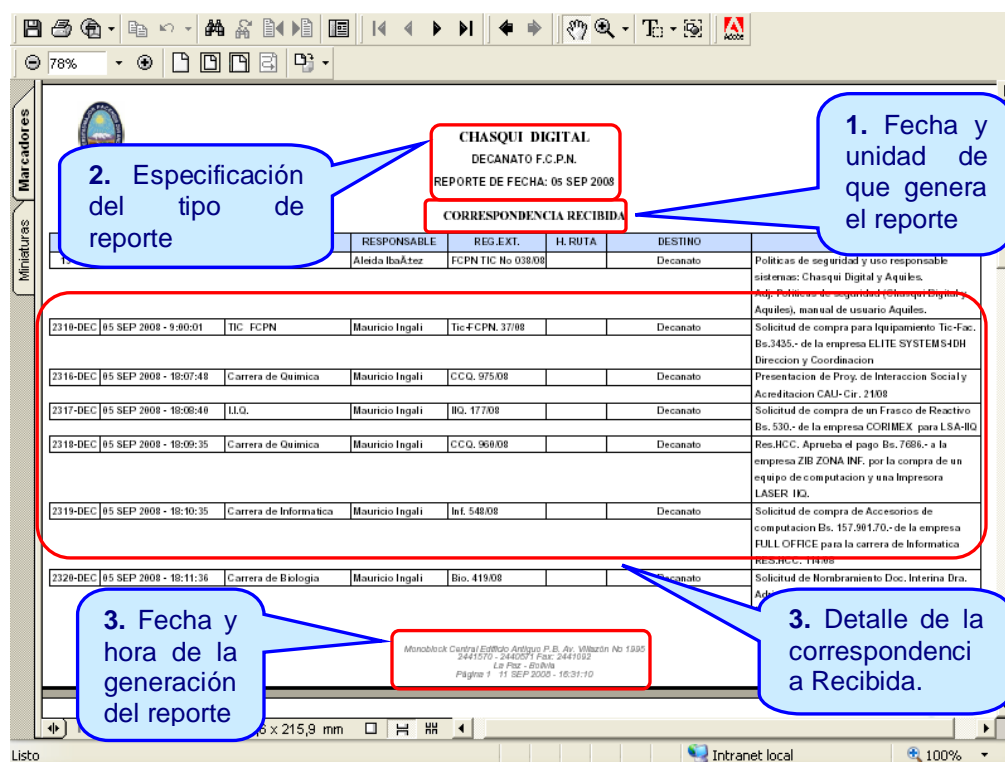 78%
Marcadores
Miniaturas
CHASQUI DIGITAL
DECANATO F.C.P.N.
REPORTE DE FECHA: 05 SEP 2008
CORRESPONDENCIA RECIBIDA
1. Fecha y
unidad de
que genera
el reporte
2. Especificación
del tipo de
reporte
RESPONSABLE REG.EXT. H. RUTA DESTINO
Aleida IbaÃ±ez FCPN TIC No 038/08 Decanato Politicas de seguridad y uso responsable
sistemas: Chasqui Digital y Aquiles.
Adj. Politicas de seguridad (Chasqui Digital y
Aquiles), manual de usuario Aquiles.
2310-DEC 05 SEP 2008 - 9:00:01 TIC FCPN Mauricio Ingali Tic-FCPN. 37/08 Decanato Solicitud de compra para Iquipamiento Tic-Fac.
Bs.3435.- de la empresa ELITE SYSTEMS-IDH
Direccion y Coordinacion
2316-DEC 05 SEP 2008 - 18:07:48 Carrera de Quimica Mauricio Ingali CCQ. 975/08 Decanato Presentacion de Proy. de Interaccion Social y
Acreditacion CAU- Cir. 21/08
2317-DEC 05 SEP 2008 - 18:08:40 I.I.Q. Mauricio Ingali IIQ. 177/08 Decanato Solicitud de compra de un Frasco de Reactivo
Bs. 530.- de la empresa CORIMEX para LSA-IIQ
2318-DEC 05 SEP 2008 - 18:09:35 Carrera de Quimica Mauricio Ingali CCQ. 960/08 Decanato Res.HCC. Aprueba el pago Bs. 7686.- a la
empresa ZIB ZONA INF. por la compra de un
equipo de computacion y una Impresora
LASER IIQ.
2319-DEC 05 SEP 2008 - 18:10:35 Carrera de Informatica Mauricio Ingali Inf. 548/08 Decanato Solicitud de compra de Accesorios de
computacion Bs. 157.901.70.- de la empresa
FULL OFFICE para la carrera de Informatica
RES.HCC. 114/08
2320-DEC 05 SEP 2008 - 18:11:36 Carrera de Biologia Mauricio Ingali Bio. 419/08 Decanato Solicitud de Nombramiento Doc. Interina Dra.
3. Fecha y
hora de la
generación
del reporte
3. Detalle de la
correspondenci
a Recibida.
Monoblock Central Edificio Antiguo P.B. Av. Villazón No 1995
2441570 - 2440571 Fax: 2441092
La Paz - Bolivia
Página 1 11 SEP 2008 - 16:31:10
x 215,9 mm
Listo
Intranet local
100%